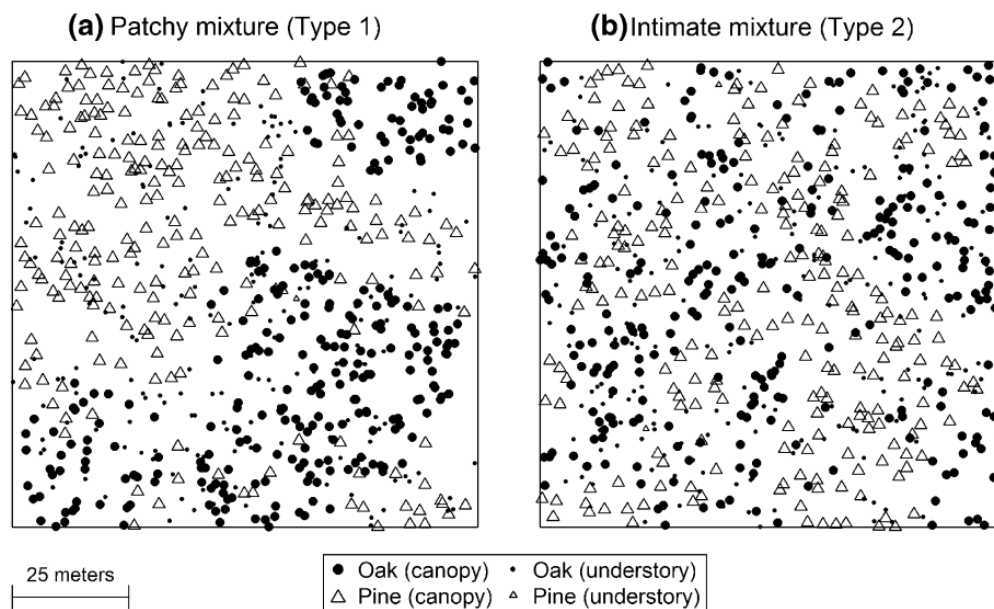 (a) Patchy mixture (Type 1)
(b) Intimate mixture (Type 2)
25 meters
Oak (canopy) Oak (understory)
Pine (canopy) Pine (understory)